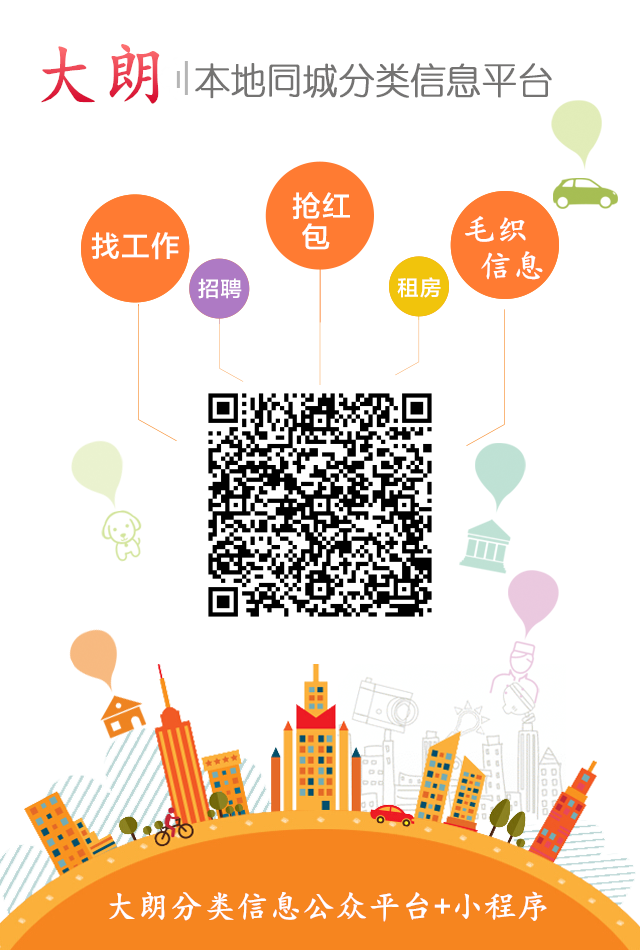 大朗 本地同城分类信息平台
抢红
包
找工作
毛织
信息
招聘
租房
大朗分类信息公众平台+小程序